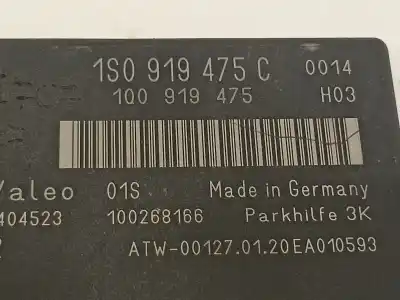 1S0 919 475 C 0014
1Q0 919 475 H03
Valeo 01S Made in Germany
404523 100268166 Parkhilfe 3K
ATW-00127.01.20EA010593